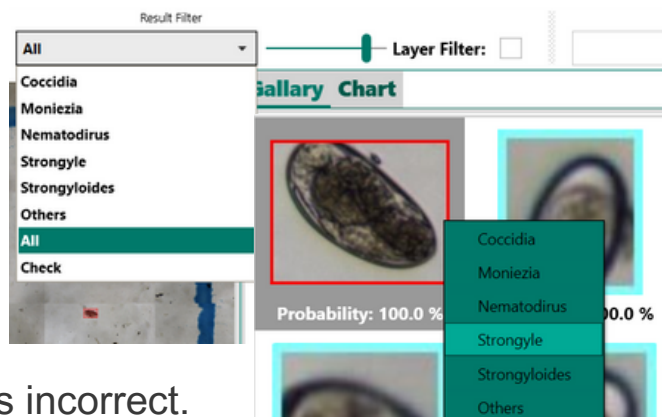 Result Filter
All
Layer Filter:
Coccidia
Moniezia
Nematodirus
Strongyle
Strongyloides
Others
All
Check
Gallary Chart
Probability: 100.0 %
00.0 %
Coccidia
Moniezia
Nematodirus
Strongyle
Strongyloides
Others
s incorrect.